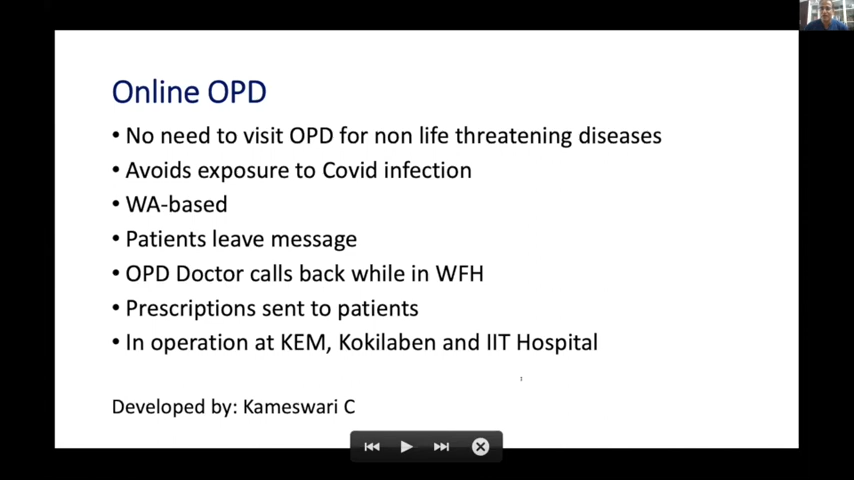 Online OPD
• No need to visit OPD for non life threatening diseases
• Avoids exposure to Covid infection
• WA-based
• Patients leave message
• OPD Doctor calls back while in WFH
• Prescriptions sent to patients
• In operation at KEM, Kokilaben and IIT Hospital
Developed by: Kameswari C